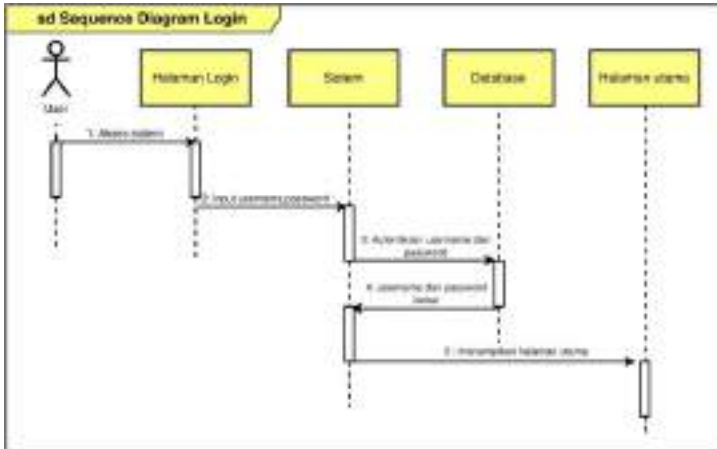 sd Sequence Diagram Login
User
Halaman Login
Sistem
Database
Halaman utama
1. Akses sistem
2. Input username,password
3. Autentikasi username dan
password
4. username dan password
benar
5. menampilkan halaman utama